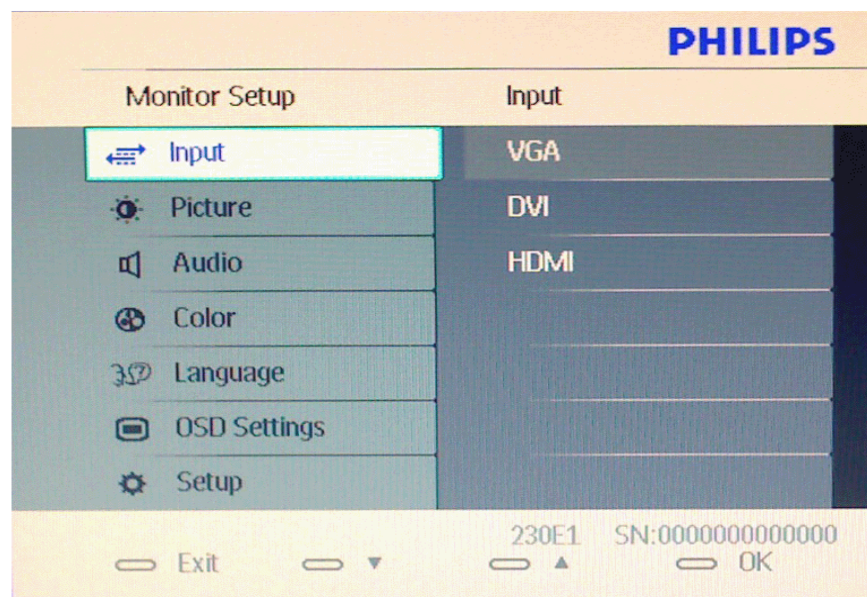 PHILIPS
Monitor Setup Input
Input VGA
Picture DVI
Audio HDMI
Color
Language
OSD Settings
Setup
230E1 SN:0000000000000
Exit ▼ ▲ OK